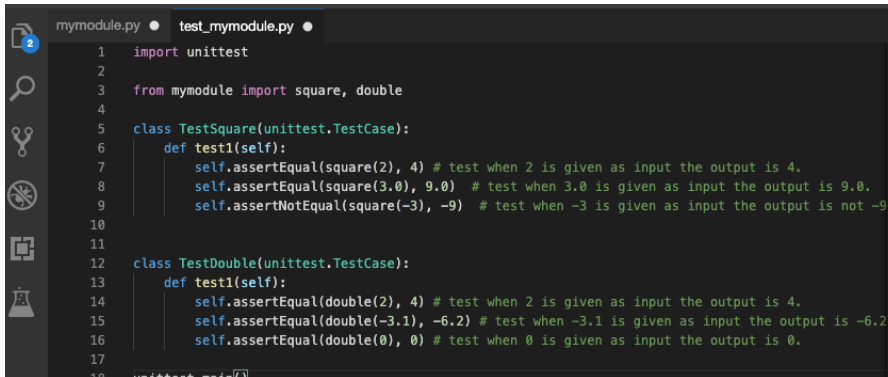 mymodule.py ● test_mymodule.py ●
2
1 import unittest
2
3 from mymodule import square, double
4
5 class TestSquare(unittest.TestCase):
6 def test1(self):
7 self.assertEqual(square(2), 4) # test when 2 is given as input the output is 4.
8 self.assertEqual(square(3.0), 9.0)  # test when 3.0 is given as input the output is 9.0.
9 self.assertNotEqual(square(-3), -9)  # test when -3 is given as input the output is not -9
10
11
12 class TestDouble(unittest.TestCase):
13 def test1(self):
14 self.assertEqual(double(2), 4) # test when 2 is given as input the output is 4.
15 self.assertEqual(double(-3.1), -6.2) # test when -3.1 is given as input the output is -6.2
16 self.assertEqual(double(0), 0) # test when 0 is given as input the output is 0.
17
18 unittest.main()